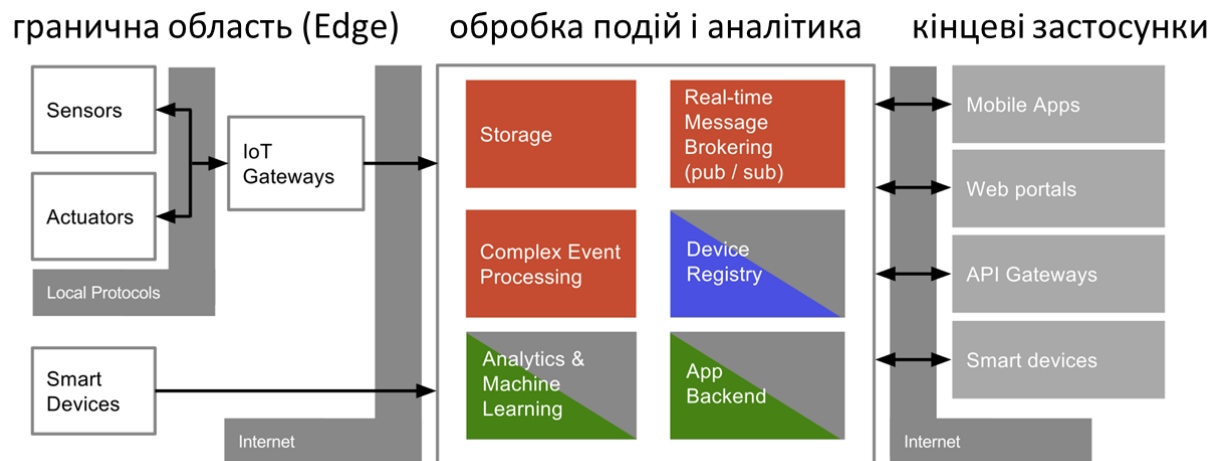 гранична область (Edge)
обробка подій і аналітика
кінцеві застосунки
Sensors
Actuators
Local Protocols
IoT
Gateways
Smart
Devices
Internet
Storage
Real-time
Message
Brokering
(pub / sub)
Complex Event
Processing
Device
Registry
Analytics &
Machine
Learning
App
Backend
Mobile Apps
Web portals
API Gateways
Smart devices
Internet